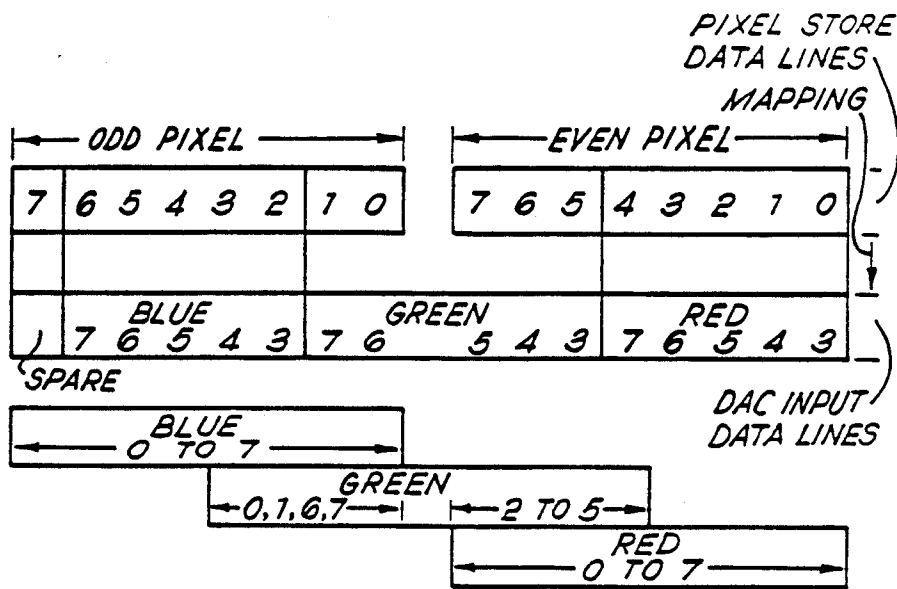 PIXEL STORE
DATA LINES
MAPPING
ODD PIXEL
EVEN PIXEL
7 6 5 4 3 2 1 0 7 6 5 4 3 2 1 0
BLUE GREEN RED
7 6 5 4 3 7 6 5 4 3 7 6 5 4 3
SPARE
DAC INPUT
DATA LINES
BLUE
0 TO 7
GREEN
0,1,6,7 2 TO 5
RED
0 TO 7